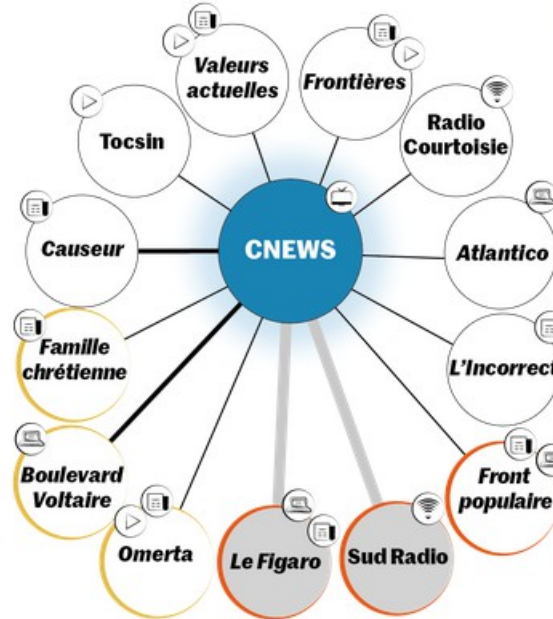 Valeurs
actuelles
Frontières
Tocsin
Radio
Courtoisie
CNEWS
Causeur
Atlantico
Famille
chrétienne
L'Incorrect
Boulevard
Voltaire
Front
populaire
Omerta
Le Figaro
Sud Radio